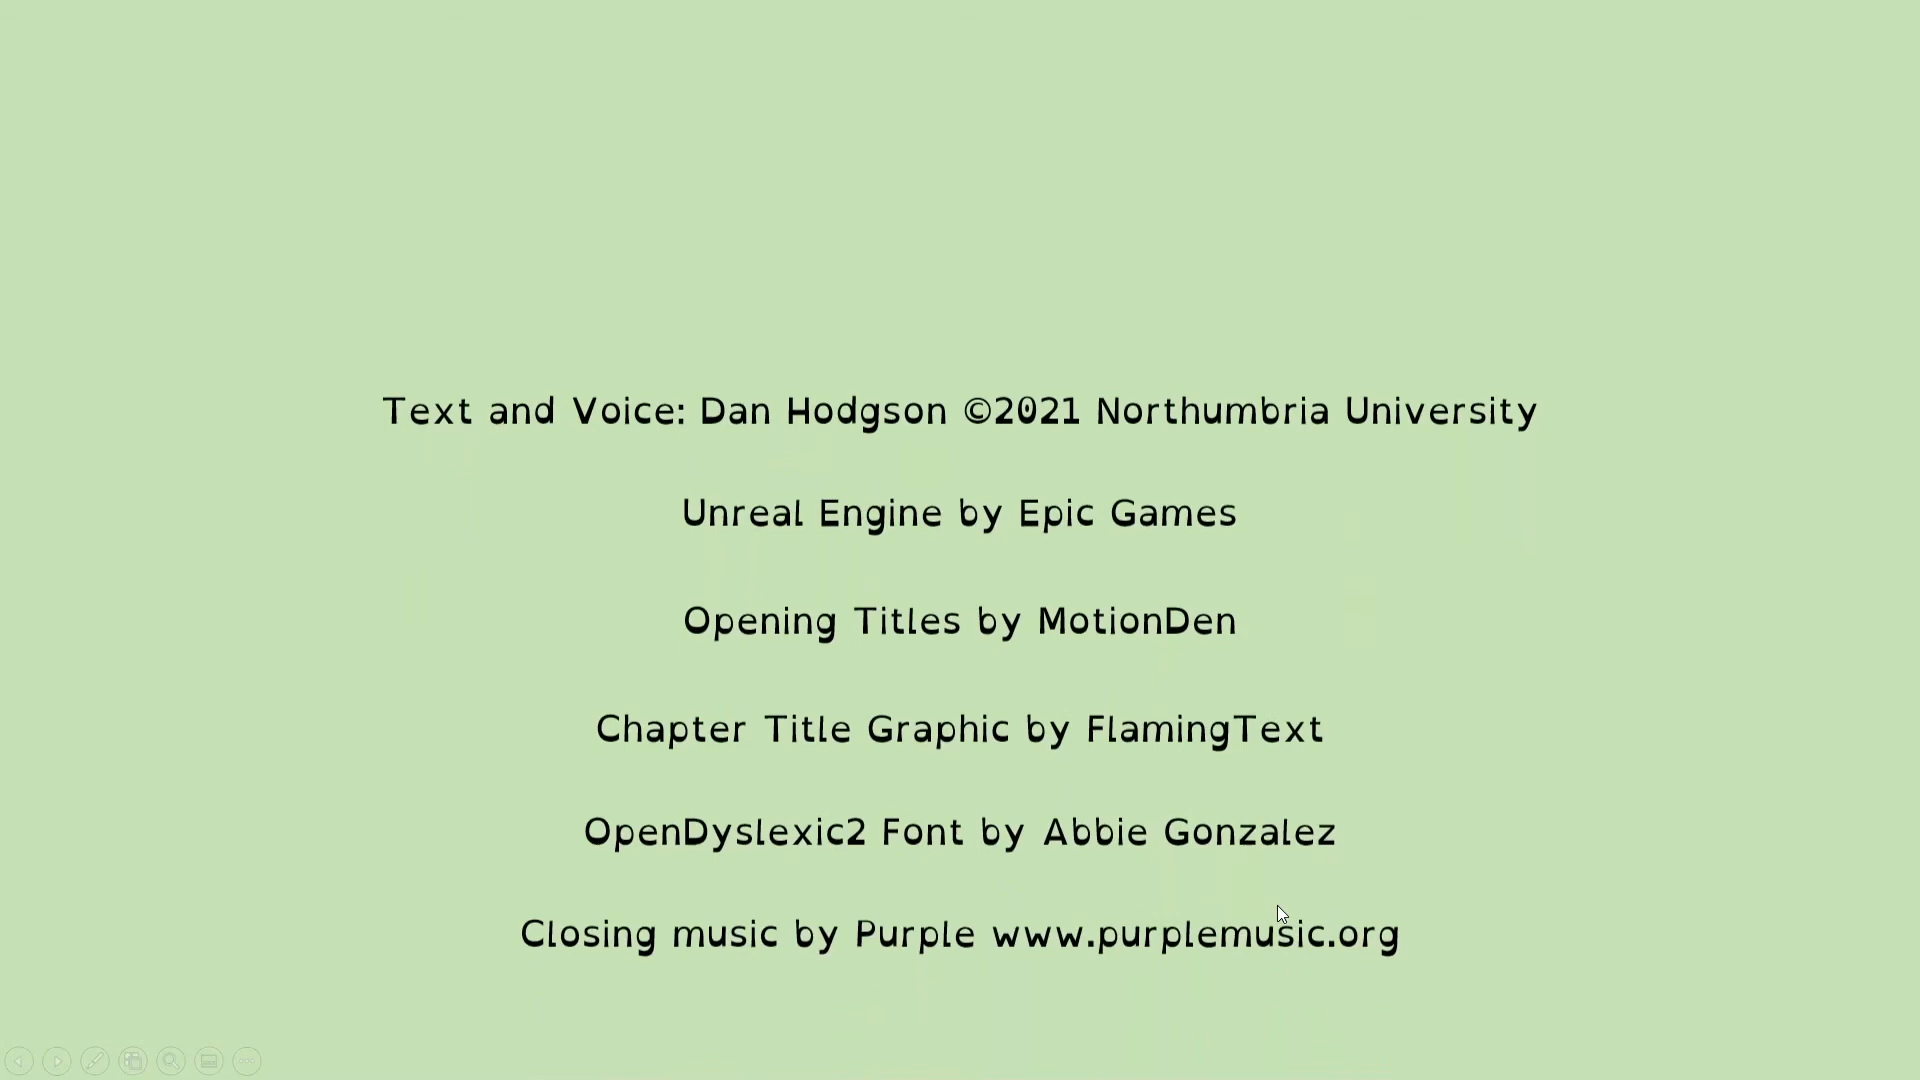 Text and Voice: Dan Hodgson ©2021 Northumbria University
Unreal Engine by Epic Games
Opening Titles by MotionDen
Chapter Title Graphic by FlamingText
OpenDyslexic2 Font by Abbie Gonzalez
Closing music by Purple www.purplemusic.org